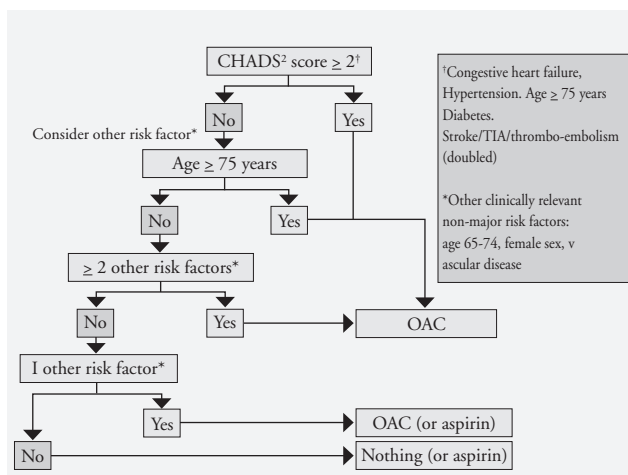 CHADS² score ≥ 2†
No
Yes
Consider other risk factor*
Age ≥ 75 years
No
Yes
≥ 2 other risk factors*
No
Yes
OAC
I other risk factor*
Yes
OAC (or aspirin)
No
Nothing (or aspirin)
†Congestive heart failure,
Hypertension. Age ≥ 75 years
Diabetes.
Stroke/TIA/thrombo-embolism
(doubled)
*Other clinically relevant
non-major risk factors:
age 65-74, female sex, v
ascular disease